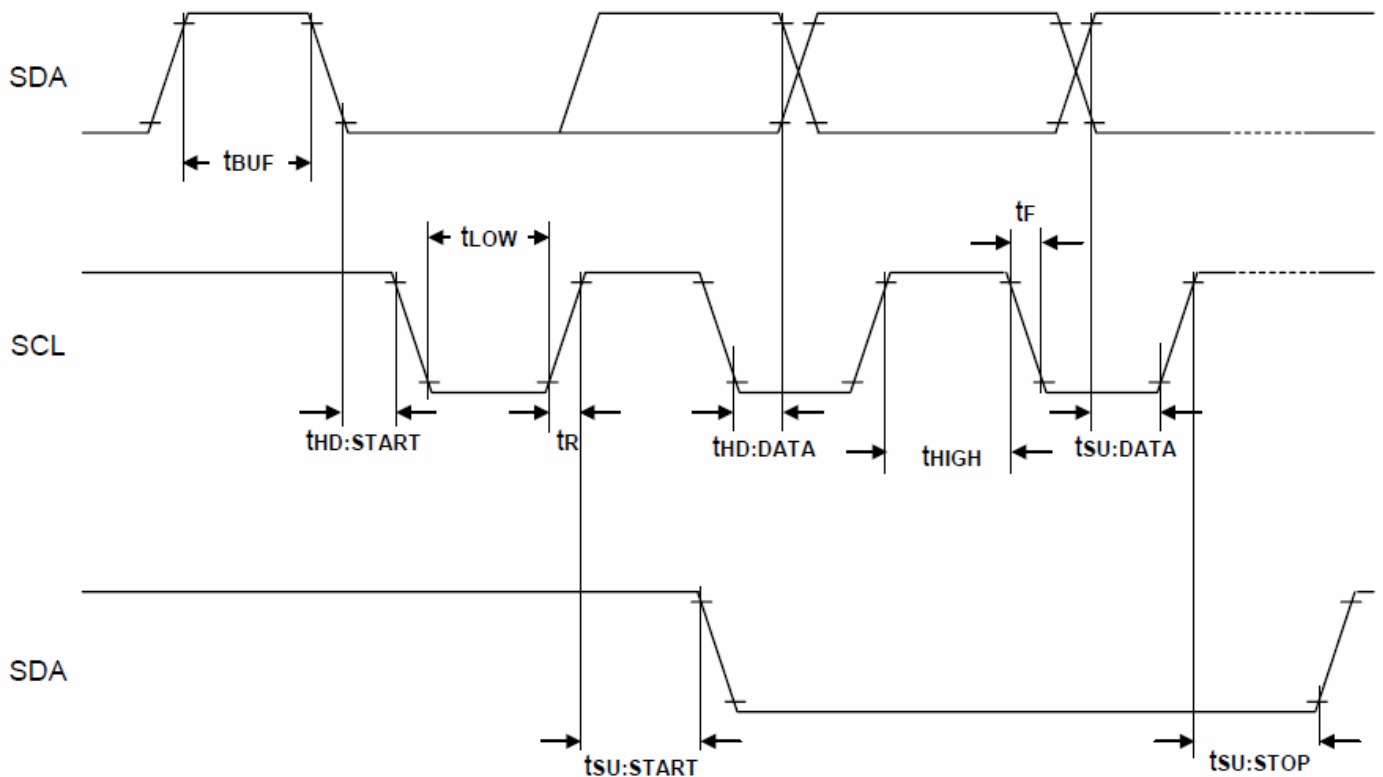 SDA
tBUF
tF
tLOW
SCL
tHD:START
tR
tHD:DATA
tHIGH
tSU:DATA
SDA
tSU:START
tSU:STOP